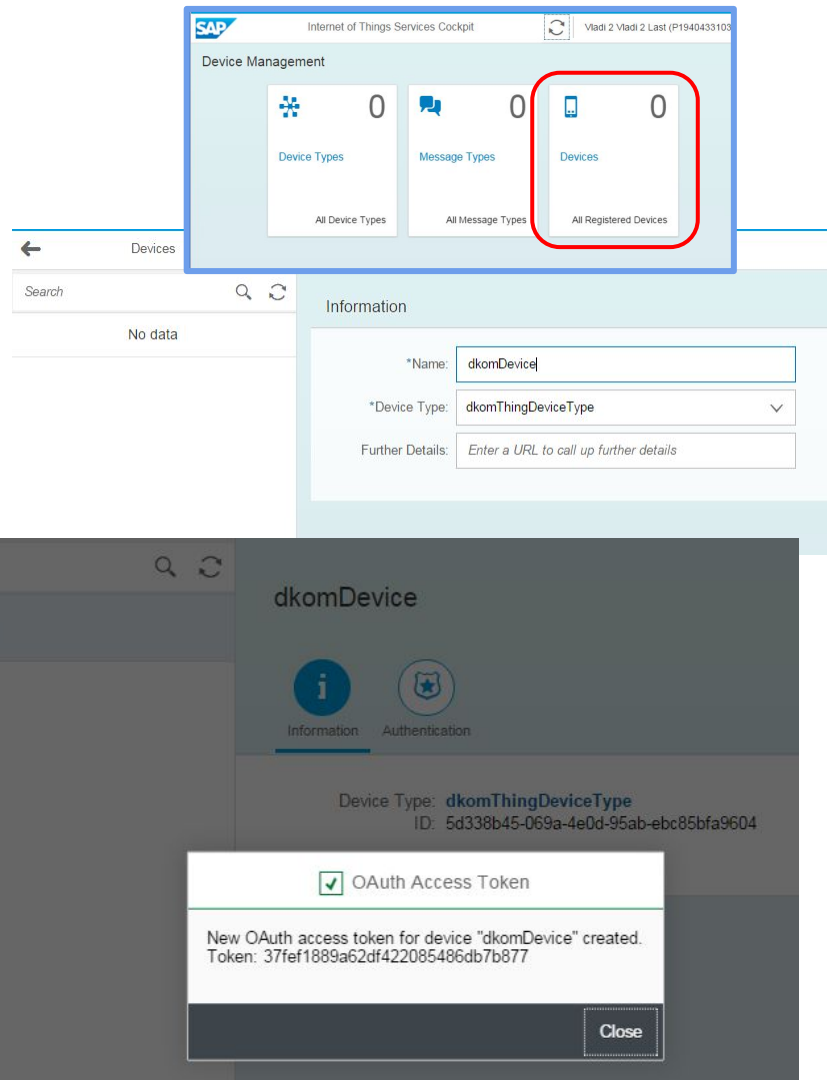 SAP
Internet of Things Services Cockpit
Vladi 2 Vladi 2 Last (P1940433103
Device Management
0
0
0
Device Types
Message Types
Devices
All Device Types
All Message Types
All Registered Devices
Devices
Search
No data
Information
*Name: dkomDevice
*Device Type: dkomThingDeviceType
Further Details: Enter a URL to call up further details
dkomDevice
Information
Authentication
Device Type: dkomThingDeviceType
ID: 5d338b45-069a-4e0d-95ab-ebc85bfa9604
OAuth Access Token
New OAuth access token for device "dkomDevice" created.
Token: 37fef1889a62df422085486db7b877
Close